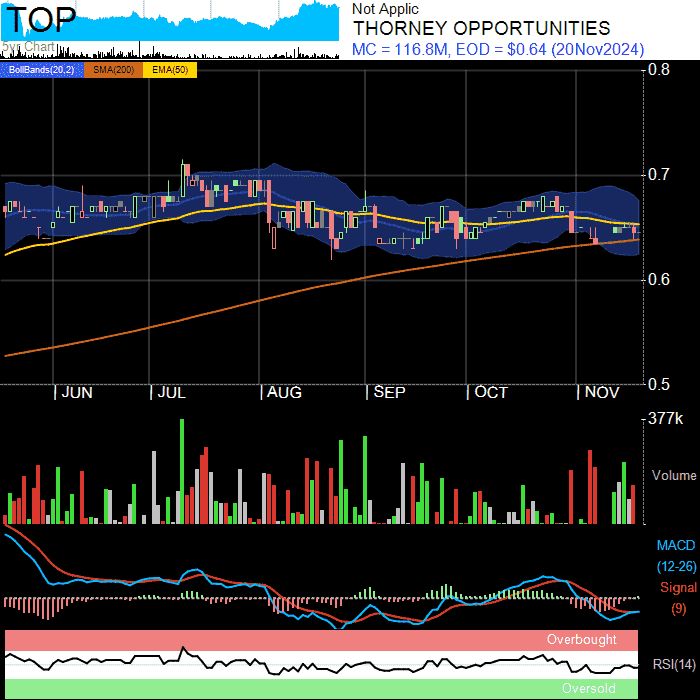 TOP
5yr Chart
Not Applic
THORNEY OPPORTUNITIES
MC = 116.8M, EOD = $0.64 (20Nov2024)
BollBands(20,2) SMA(200) EMA(50)
0.8
0.7
0.6
0.5
| JUN | JUL | AUG | SEP | OCT | NOV
377k
Volume
MACD
(12-26)
Signal
(9)
Overbought
RSI(14)
Oversold